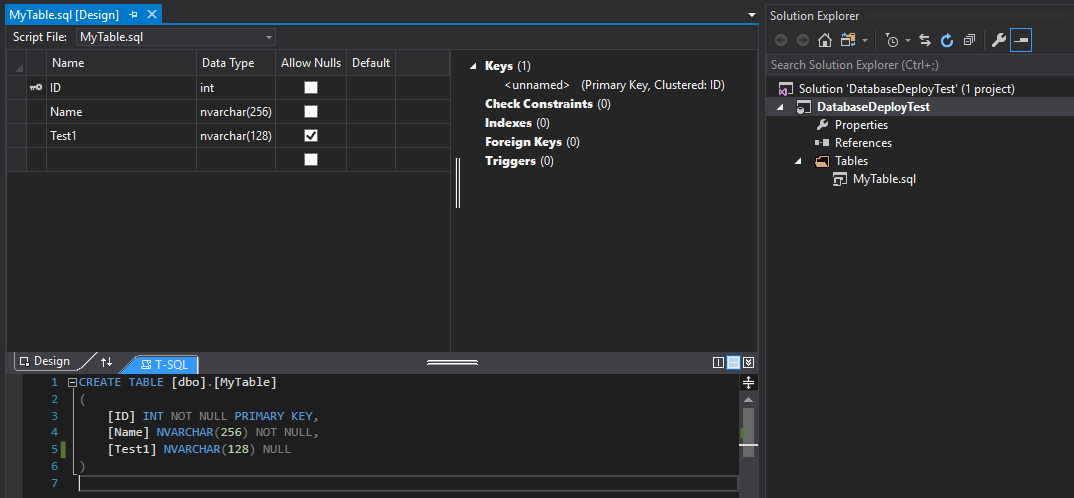 MyTable.sql [Design]
Script File: MyTable.sql
Name Data Type Allow Nulls Default
ID int
Name nvarchar(256)
Test1 nvarchar(128)
Keys (1)
<unnamed> (Primary Key, Clustered: ID)
Check Constraints (0)
Indexes (0)
Foreign Keys (0)
Triggers (0)
Design
T-SQL
1 CREATE TABLE [dbo].[MyTable]
2 (
3 [ID] INT NOT NULL PRIMARY KEY,
4 [Name] NVARCHAR(256) NOT NULL,
5 [Test1] NVARCHAR(128) NULL
6 )
7
Solution Explorer
Search Solution Explorer (Ctrl+;)
Solution 'DatabaseDeployTest' (1 project)
DatabaseDeployTest
Properties
References
Tables
MyTable.sql